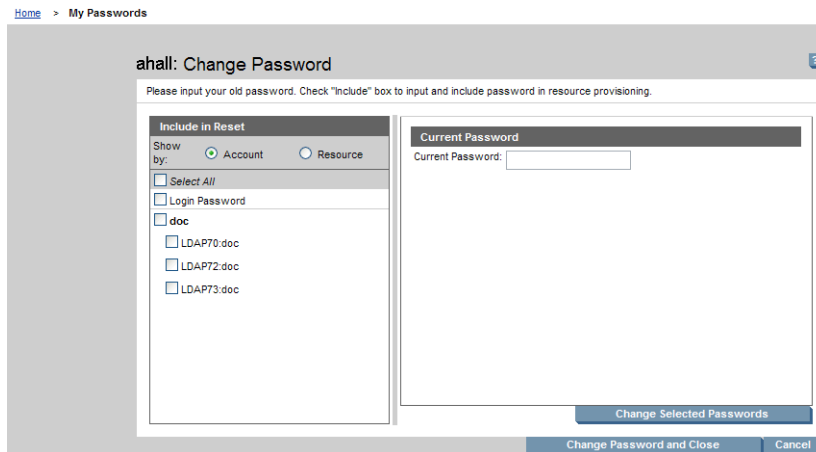 Home > My Passwords
ahall: Change Password
Please input your old password. Check "Include" box to input and include password in resource provisioning.
Include in Reset
Show by: Account Resource
Select All
Login Password
doc
LDAP70:doc
LDAP72:doc
LDAP73:doc
Current Password
Current Password:
Change Selected Passwords
Change Password and Close Cancel